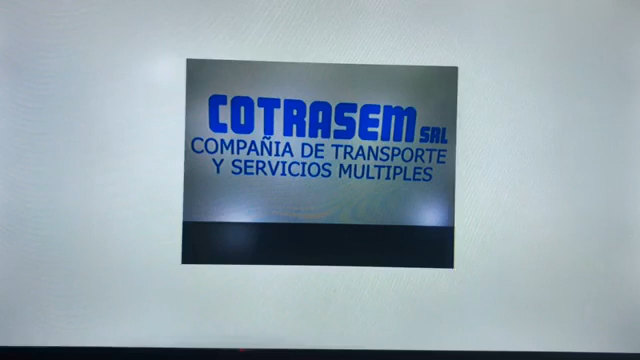 COTRASEM SRL
COMPAÑIA DE TRANSPORTE
Y SERVICIOS MULTIPLES